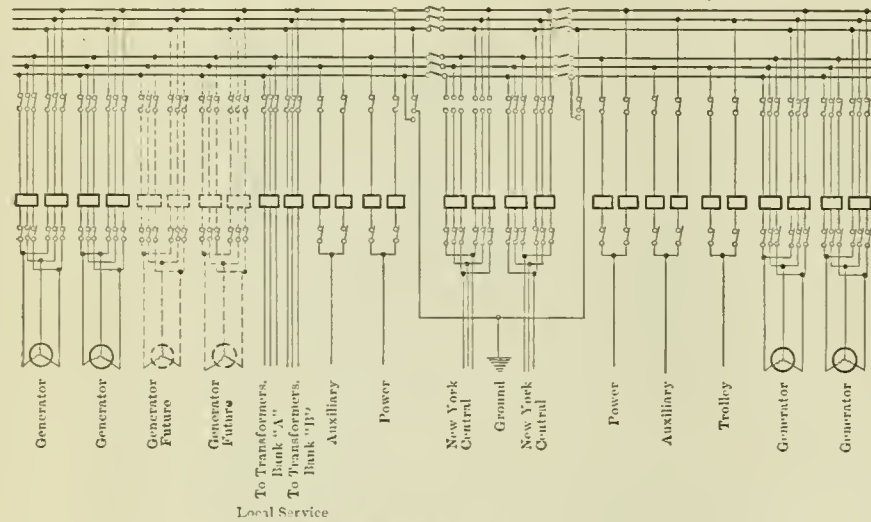 Generator
Generator
Generator
Future
Generator
Future
To Transformers,
Bank "A"
To Transformers,
Bank "B"
Auxiliary
Power
New York
Central
Ground
New York
Central
Power
Auxiliary
Trolley
Generator
Generator
Local Service